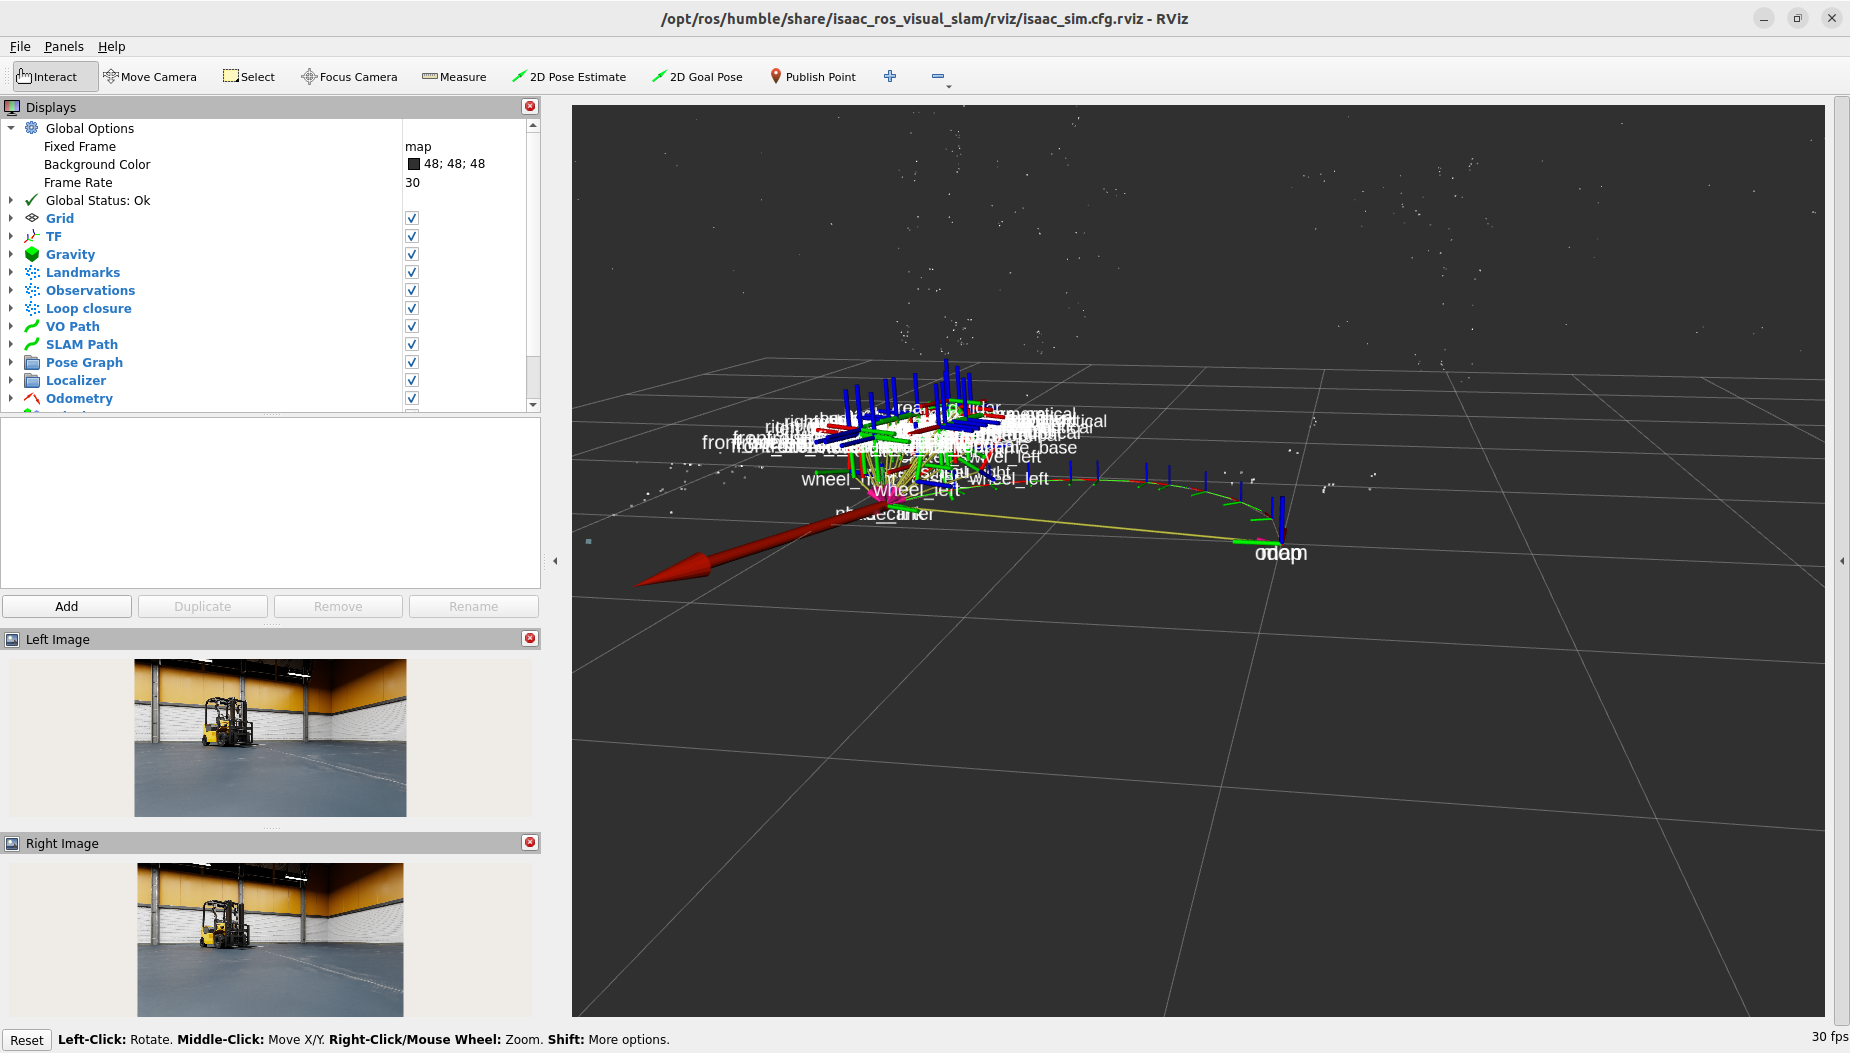 /opt/ros/humble/share/isaac_ros_visual_slam/rviz/isaac_sim.cfg.rviz - RViz
File Panels Help
Interact Move Camera Select Focus Camera Measure 2D Pose Estimate 2D Goal Pose Publish Point
Displays
Global Options
Fixed Frame map
Background Color 48; 48; 48
Frame Rate 30
Global Status: Ok
Grid
TF
Gravity
Landmarks
Observations
Loop closure
VO Path
SLAM Path
Pose Graph
Localizer
Odometry
Add Duplicate Remove Rename
Left Image
Right Image
wheel_left
wheel_left
odom
map
Reset Left-Click: Rotate. Middle-Click: Move X/Y. Right-Click/Mouse Wheel: Zoom. Shift: More options. 30 fps